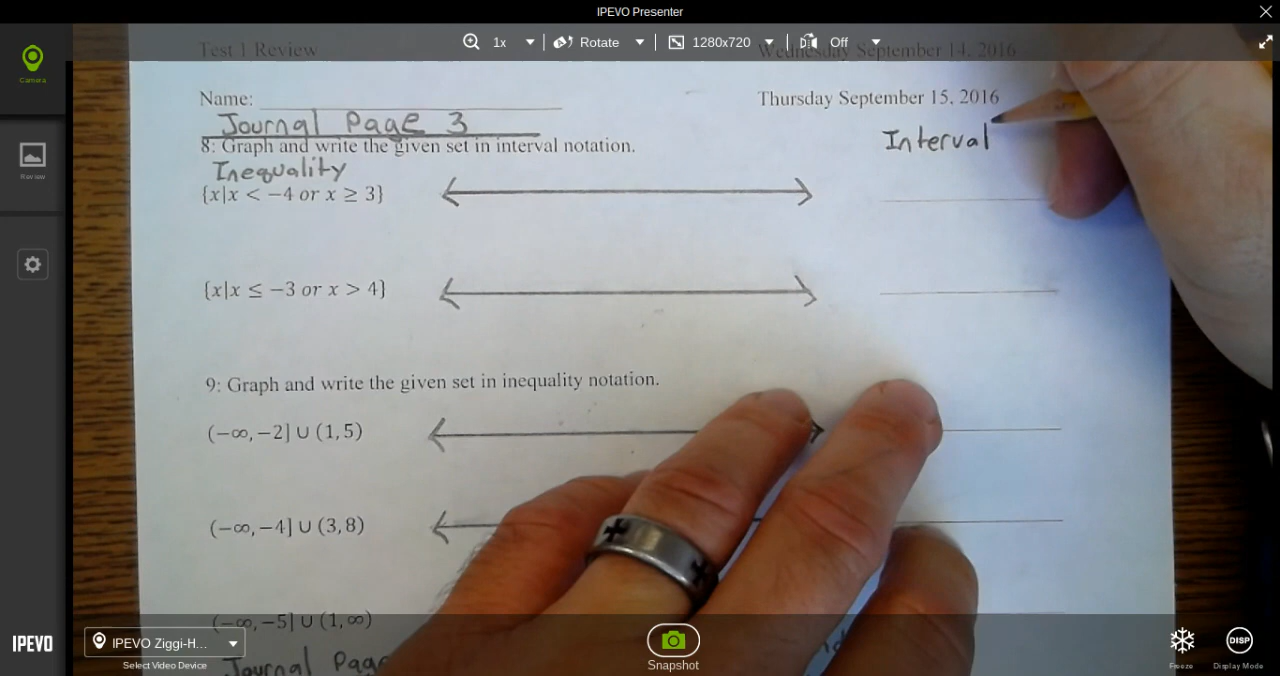 IPEVO Presenter
1x Rotate 1280x720 Off
Camera
Test 1 Review Wednesday September 14, 2016
Name: Thursday September 15, 2016
Journal Page 3
Interval
8: Graph and write the given set in interval notation.
Inequality
{x|x < −4 or x ≥ 3}
Review
{x|x ≤ −3 or x > 4}
9: Graph and write the given set in inequality notation.
(−∞, −2] ∪ (1, 5)
(−∞, −4] ∪ (3, 8)
(−∞, −5] ∪ (1, ∞)
IPEVO IPEVO Ziggi-H... DISP
Journal Page
Select Video Device Snapshot Freeze Display Mode